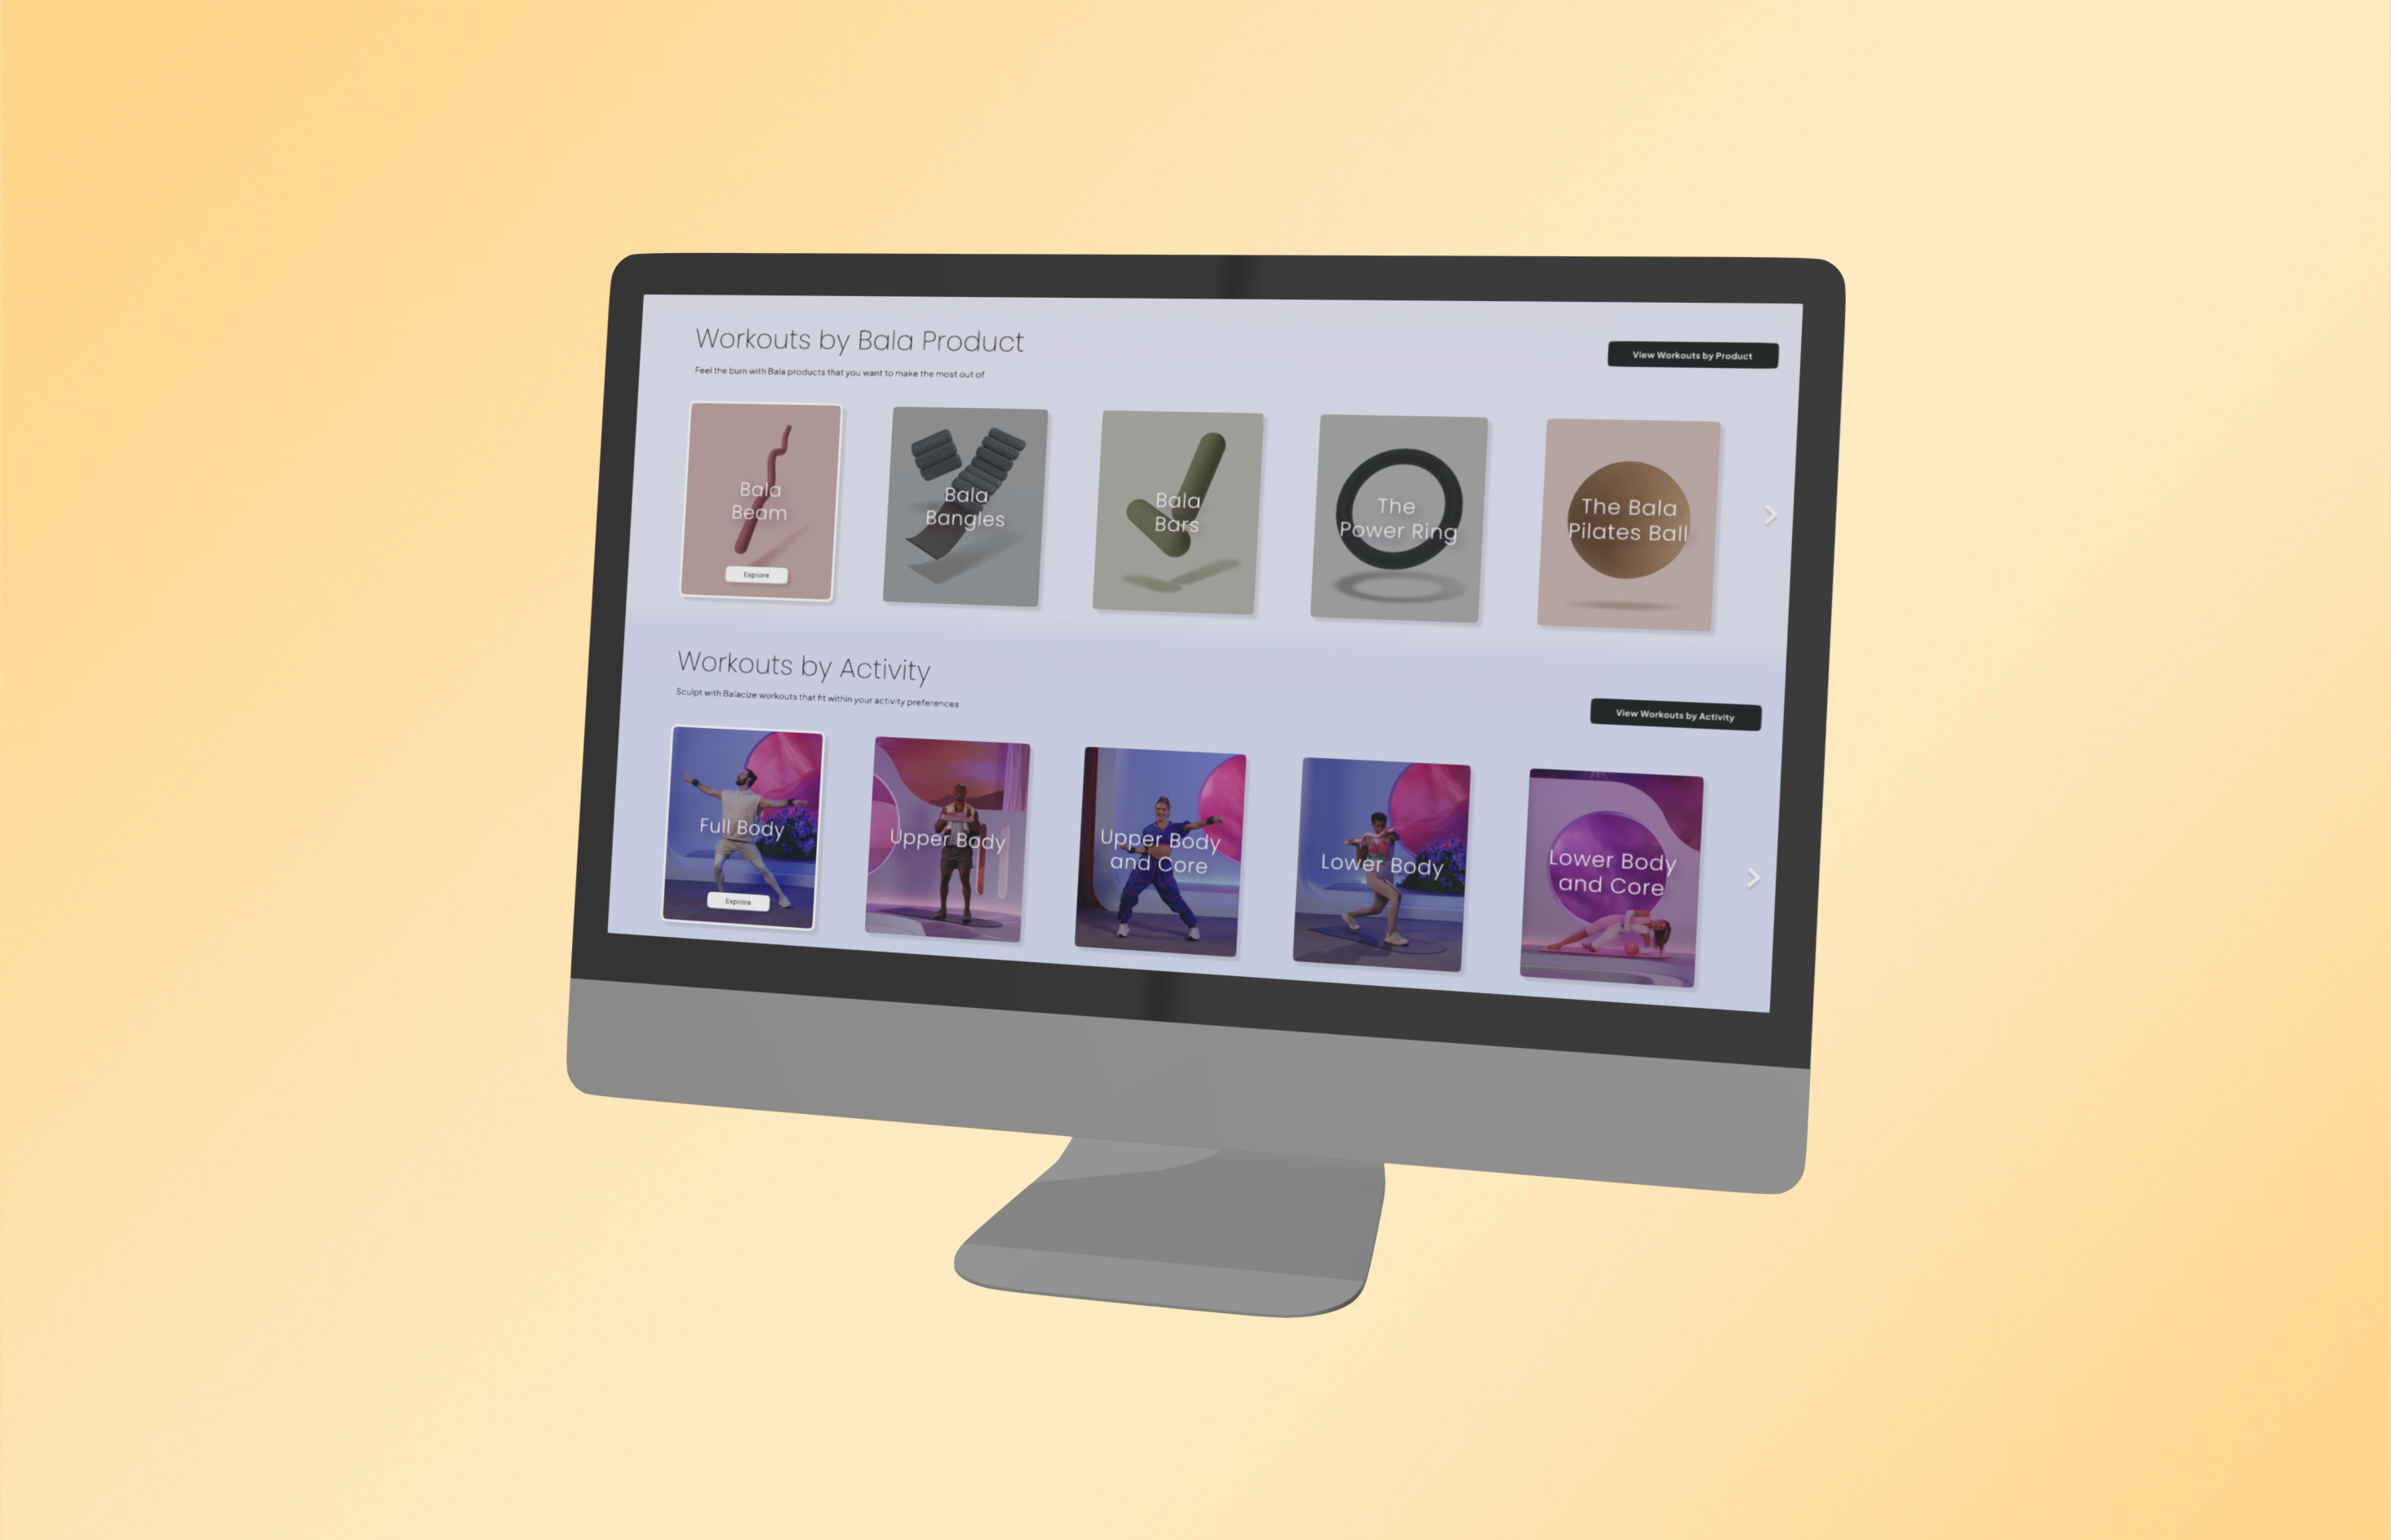 Workouts by Bala Product
Feel the burn with Bala products that you want to make the most out of
View Workouts by Product
Bala
Beam
Explore
Bala
Bangles
Bala
Bars
The
Power Ring
The Bala
Pilates Ball
Workouts by Activity
Sculpt with Balacize workouts that fit within your activity preferences
View Workouts by Activity
Full Body
Explore
Upper Body
Upper Body
and Core
Lower Body
Lower Body
and Core